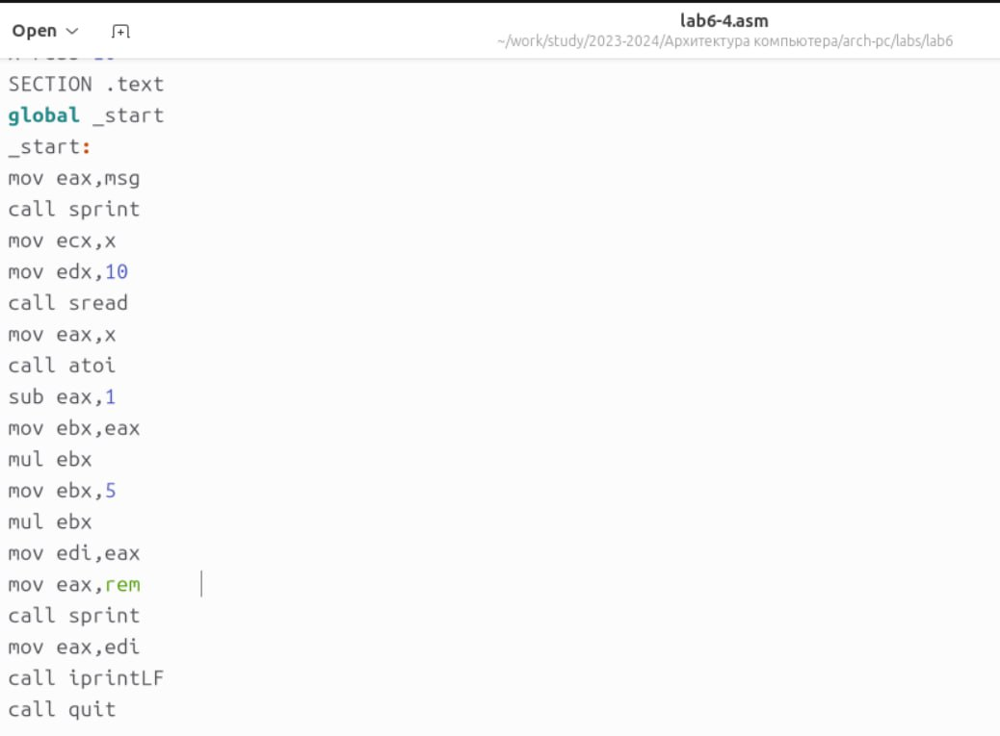 Open
lab6-4.asm
~/work/study/2023-2024/Архитектура компьютера/arch-pc/labs/lab6
SECTION .text
global _start
_start:
mov eax,msg
call sprint
mov ecx,x
mov edx,10
call sread
mov eax,x
call atoi
sub eax,1
mov ebx,eax
mul ebx
mov ebx,5
mul ebx
mov edi,eax
mov eax,rem
call sprint
mov eax,edi
call iprintLF
call quit